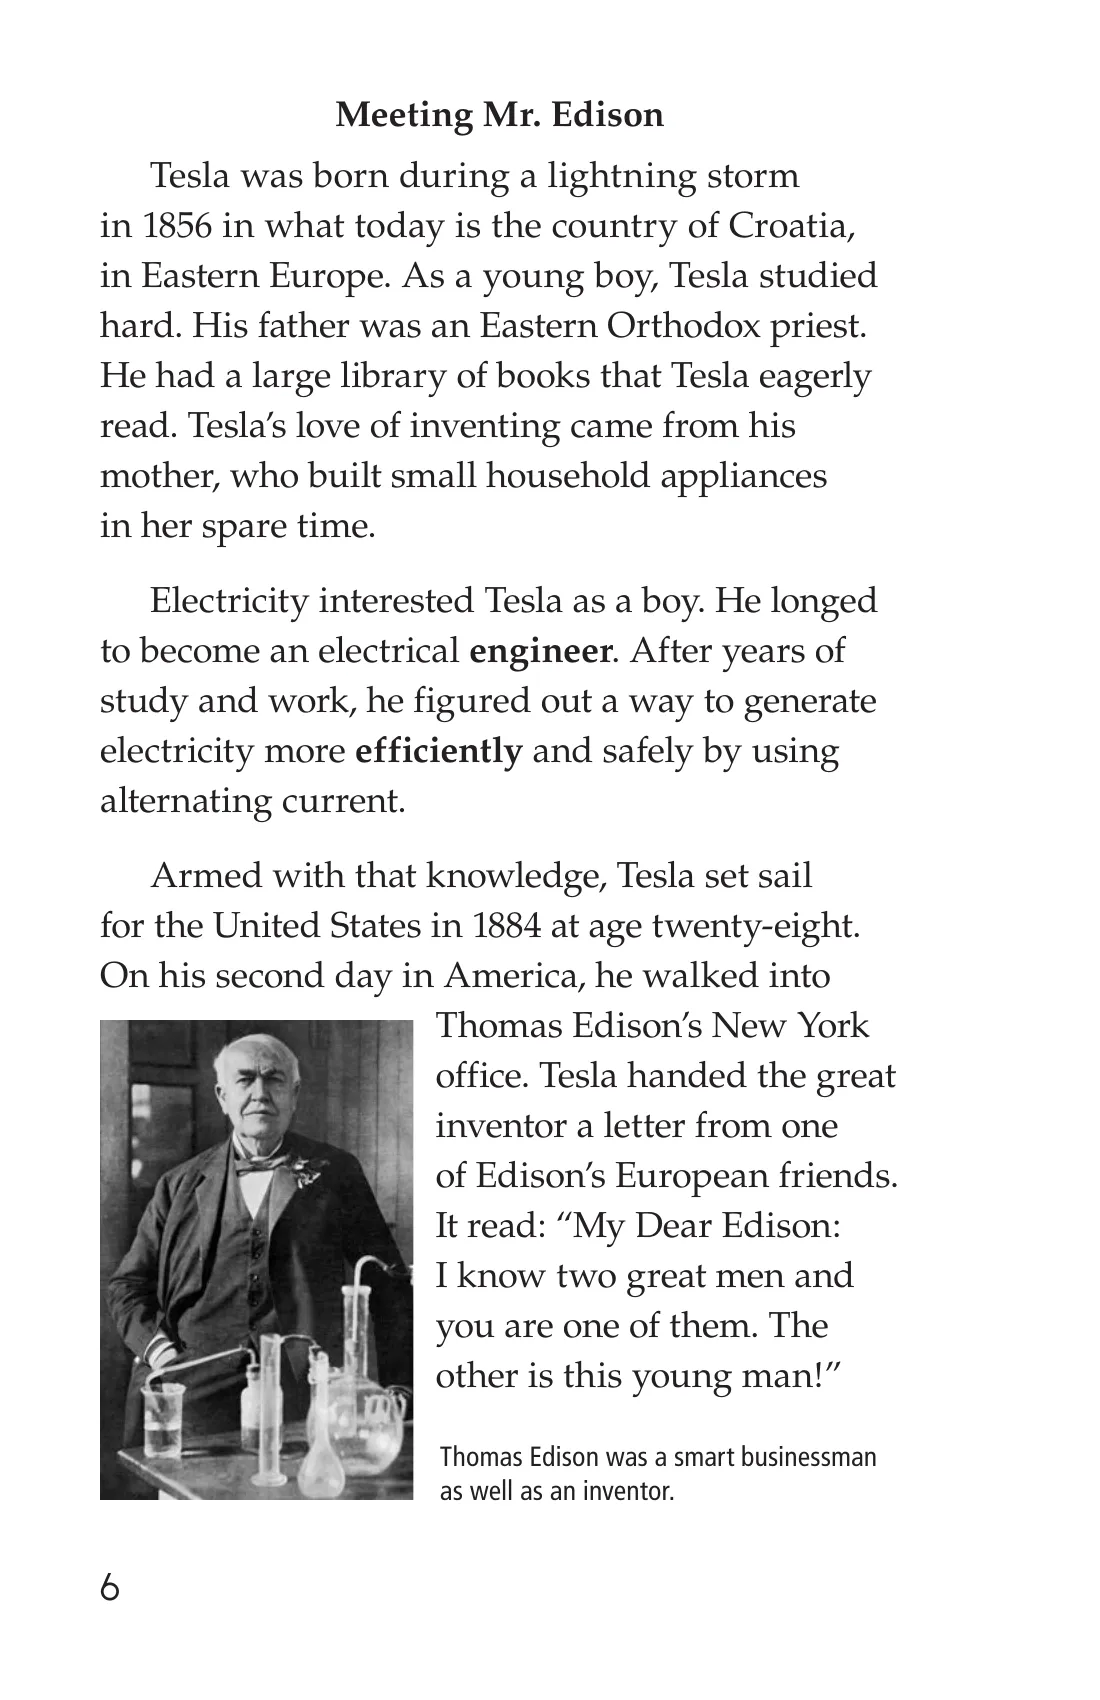 Meeting Mr. Edison
Tesla was born during a lightning storm
in 1856 in what today is the country of Croatia,
in Eastern Europe. As a young boy, Tesla studied
hard. His father was an Eastern Orthodox priest.
He had a large library of books that Tesla eagerly
read. Tesla’s love of inventing came from his
mother, who built small household appliances
in her spare time.
Electricity interested Tesla as a boy. He longed
to become an electrical engineer. After years of
study and work, he figured out a way to generate
electricity more efficiently and safely by using
alternating current.
Armed with that knowledge, Tesla set sail
for the United States in 1884 at age twenty-eight.
On his second day in America, he walked into
Thomas Edison’s New York
office. Tesla handed the great
inventor a letter from one
of Edison’s European friends.
It read: “My Dear Edison:
I know two great men and
you are one of them. The
other is this young man!”
Thomas Edison was a smart businessman
as well as an inventor.
6